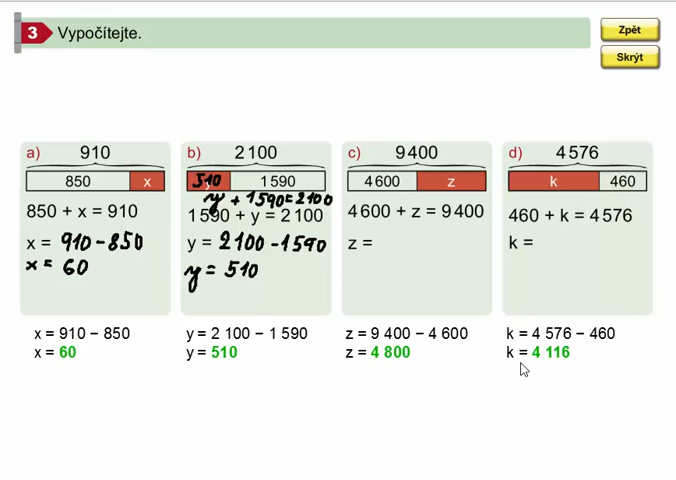 3 Vypočítejte.
Zpět
Skrýt
a) 910
850 x
850 + x = 910
x = 910 - 850
x = 60
b) 2 100
510 1 590
y + 1590 = 2100
1 590 + y = 2 100
y = 2100 - 1590
y = 510
c) 9 400
4 600 z
4 600 + z = 9 400
z =
d) 4 576
k 460
460 + k = 4 576
k =
x = 910 − 850
x = 60
y = 2 100 − 1 590
y = 510
z = 9 400 − 4 600
z = 4 800
k = 4 576 − 460
k = 4 116